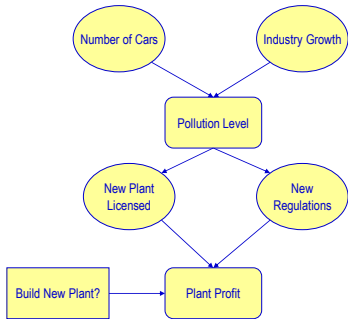 Number of Cars
Industry Growth
Pollution Level
New Plant
Licensed
New
Regulations
Build New Plant?
Plant Profit